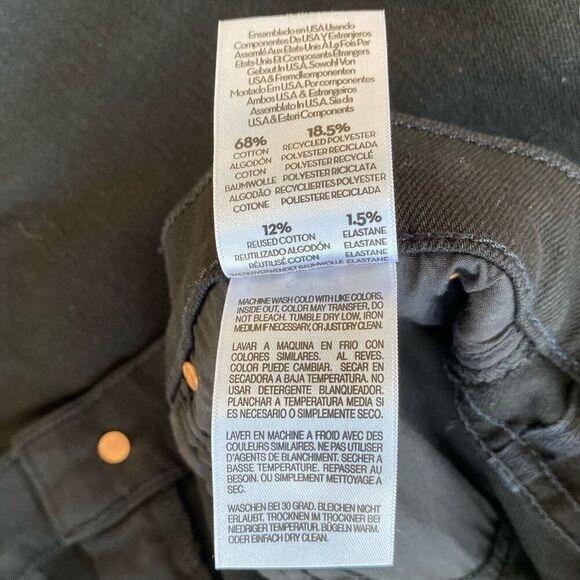 Ensamblado en USA Usando
Componentes De USA Y Extranjeros
Assemlé Aux Etats-Unis À La Fois Par
Etats-Unis Et Composants Etrangers
Gebaut In U.S.A. Sowohl Von
USA & Fremdkomponenten
Montado Em U.S.A. Por componentes
Ambos U.S.A & Estrangeiros
Assemblato In U.S.A. Sia da
U.S.A & Esteri Components
68%
COTTON
ALGODÓN
COTON
BAUMWOLLE
ALGODÃO
COTONE
18.5%
RECYCLED POLYESTER
POLYESTER RECICLADA
POLYESTER RECYCLÉ
POLYESTER RICICLATA
RECYCLIERTES POLYESTER
POLIESTERE RECICLADA
12%
REUSED COTTON
REUTILIZADO ALGODÓN
RÉUTILISÉ COTON
WIEDERVERWENDET BAUMWOLLE
1.5%
ELASTANE
ELASTANE
ELASTANE
ELASTANE
MACHINE WASH COLD WITH LIKE COLORS,
INSIDE OUT, COLOR MAY TRANSFER, DO
NOT BLEACH. TUMBLE DRY LOW, IRON
MEDIUM IF NECESSARY, OR JUST DRY CLEAN.
LAVAR A MAQUINA EN FRIO CON
COLORES SIMILARES. AL REVES.
COLOR PUEDE CAMBIAR. SECAR EN
SECADORA A BAJA TEMPERATURA. NO
USAR DETERGENTE BLANQUEADOR.
PLANCHAR A TEMPERATURA MEDIA SI
ES NECESARIO O SIMPLEMENTE SECO.
LAVER EN MACHINE A FROID AVEC DES
COULEURS SIMILAIRES. NE PAS UTILISER
D'AGENTS DE BLANCHIMENT. SECHER A
BASSE TEMPERATURE. REPASSER AU
BESOIN. OU SIMPLEMENT METTOYAGE A
SEC.
WASCHEN BEI 30 GRAD. BLEICHEN NICHT
ERLAUBT. TROCKNEN IM TROCKNER BEI
NIEDRIGER TEMPERATUR. BÜGELN WARM.
ODER EINFACH DRY CLEAN.